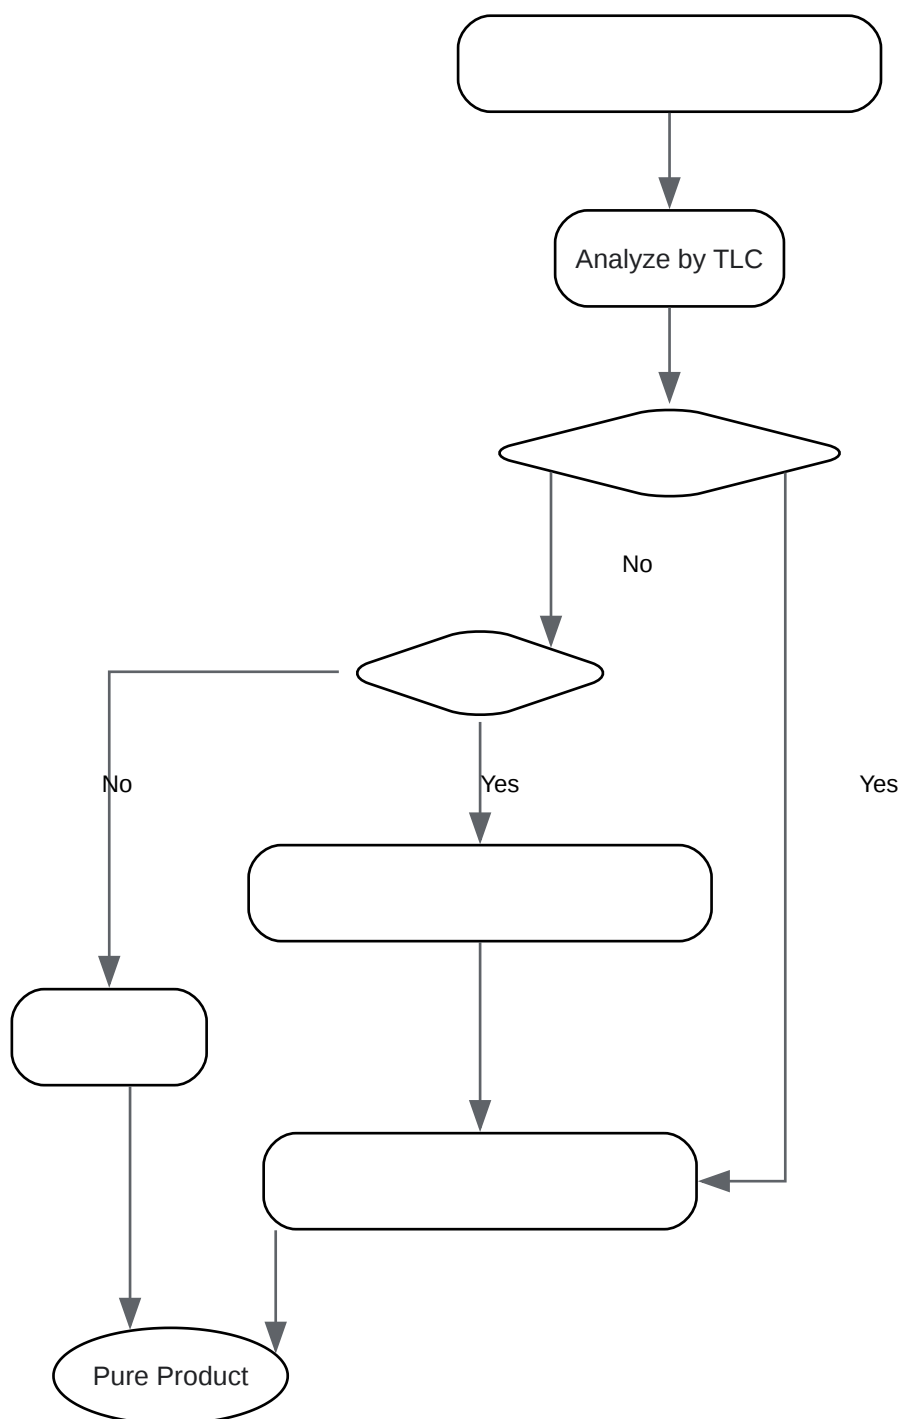 Analyze by TLC
No
No
Yes
Yes
Pure Product